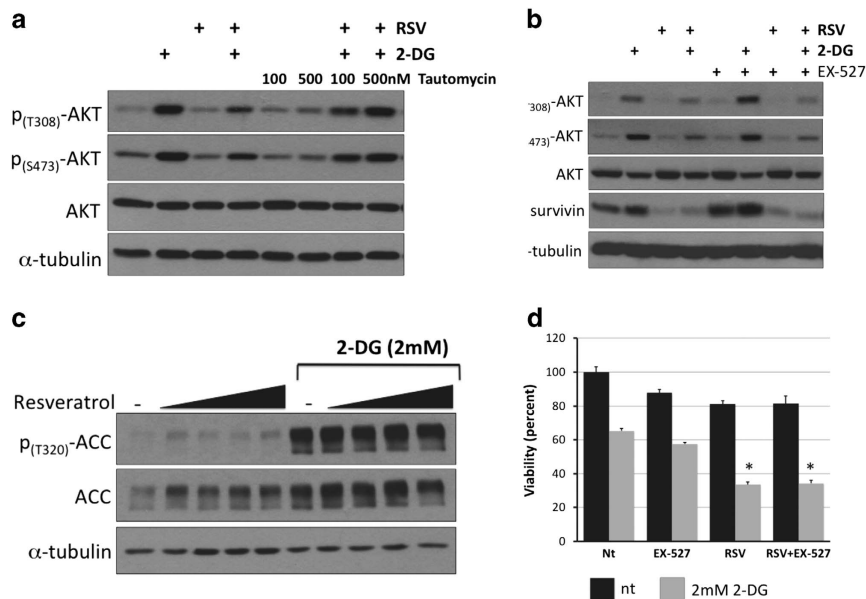 a
+ + + + RSV
+ + + + 2-DG
100 500 100 500nM Tautomycin
p(T308)-AKT
p(S473)-AKT
AKT
α-tubulin
b
+ + + + RSV
+ + + + 2-DG
+ + + + EX-527
308)-AKT
473)-AKT
AKT
survivin
-tubulin
c
2-DG (2mM)
Resveratrol - -
p(T320)-ACC
ACC
α-tubulin
d
Viability (percent)
120
100
80
60
40
20
0
* *
Nt EX-527 RSV RSV+EX-527
nt 2mM 2-DG